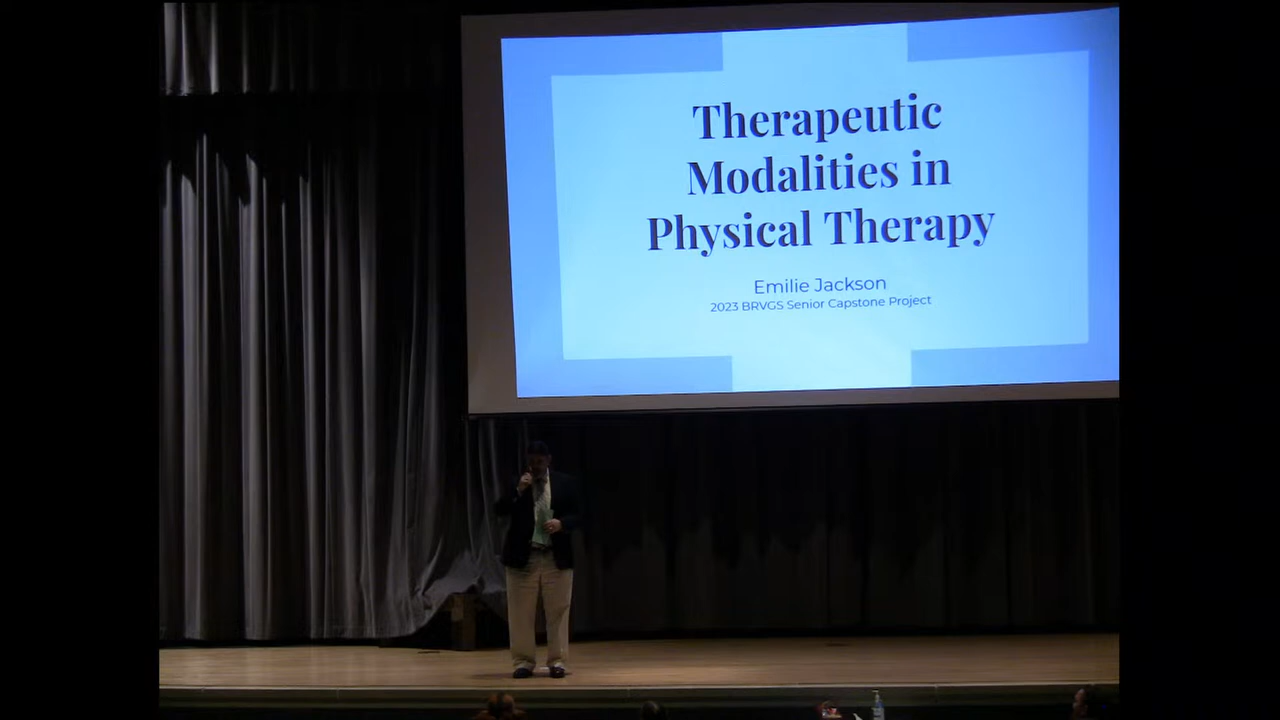 Therapeutic
Modalities in
Physical Therapy
Emilie Jackson
2023 BRVGS Senior Capstone Project